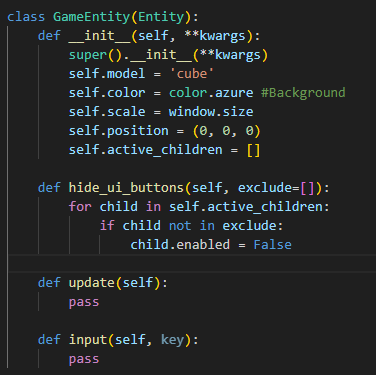 class GameEntity(Entity):
    def __init__(self, **kwargs):
        super().__init__(**kwargs)
        self.model = 'cube'
        self.color = color.azure #Background
        self.scale = window.size
        self.position = (0, 0, 0)
        self.active_children = []

    def hide_ui_buttons(self, exclude=[]):
        for child in self.active_children:
            if child not in exclude:
                child.enabled = False

    def update(self):
        pass

    def input(self, key):
        pass